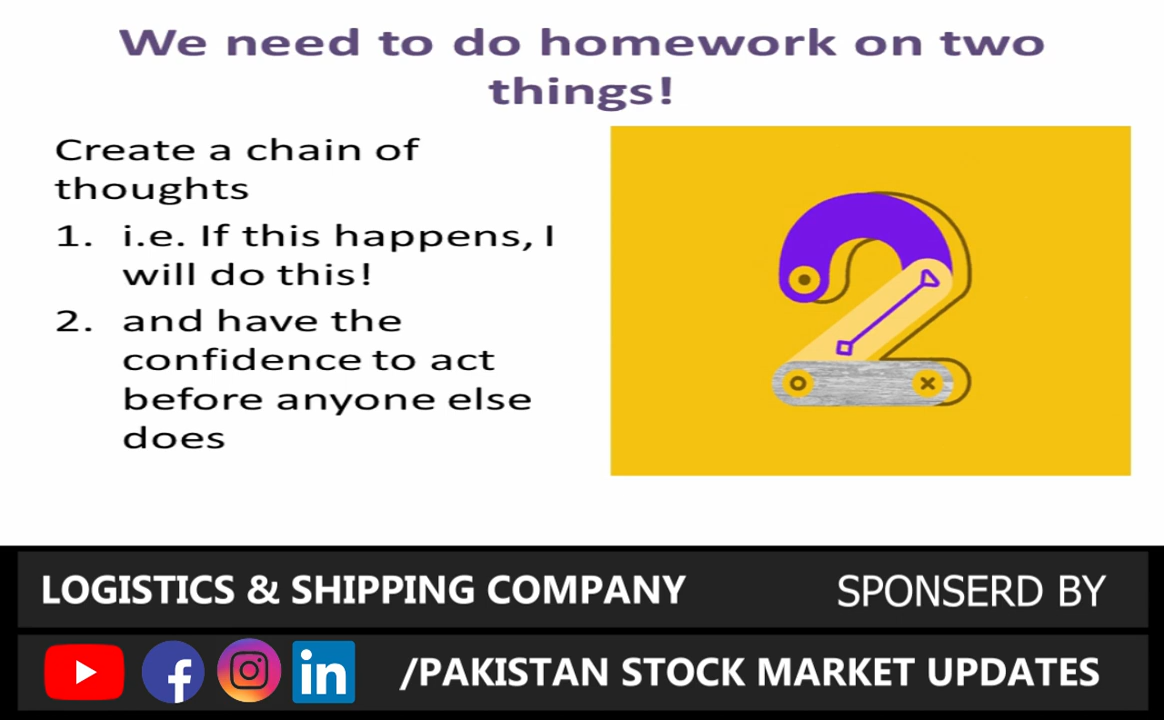 We need to do homework on two
things!
Create a chain of
thoughts
1. i.e. If this happens, I
will do this!
2. and have the
confidence to act
before anyone else
does
2
LOGISTICS & SHIPPING COMPANY
SPONSERD BY
in
/PAKISTAN STOCK MARKET UPDATES